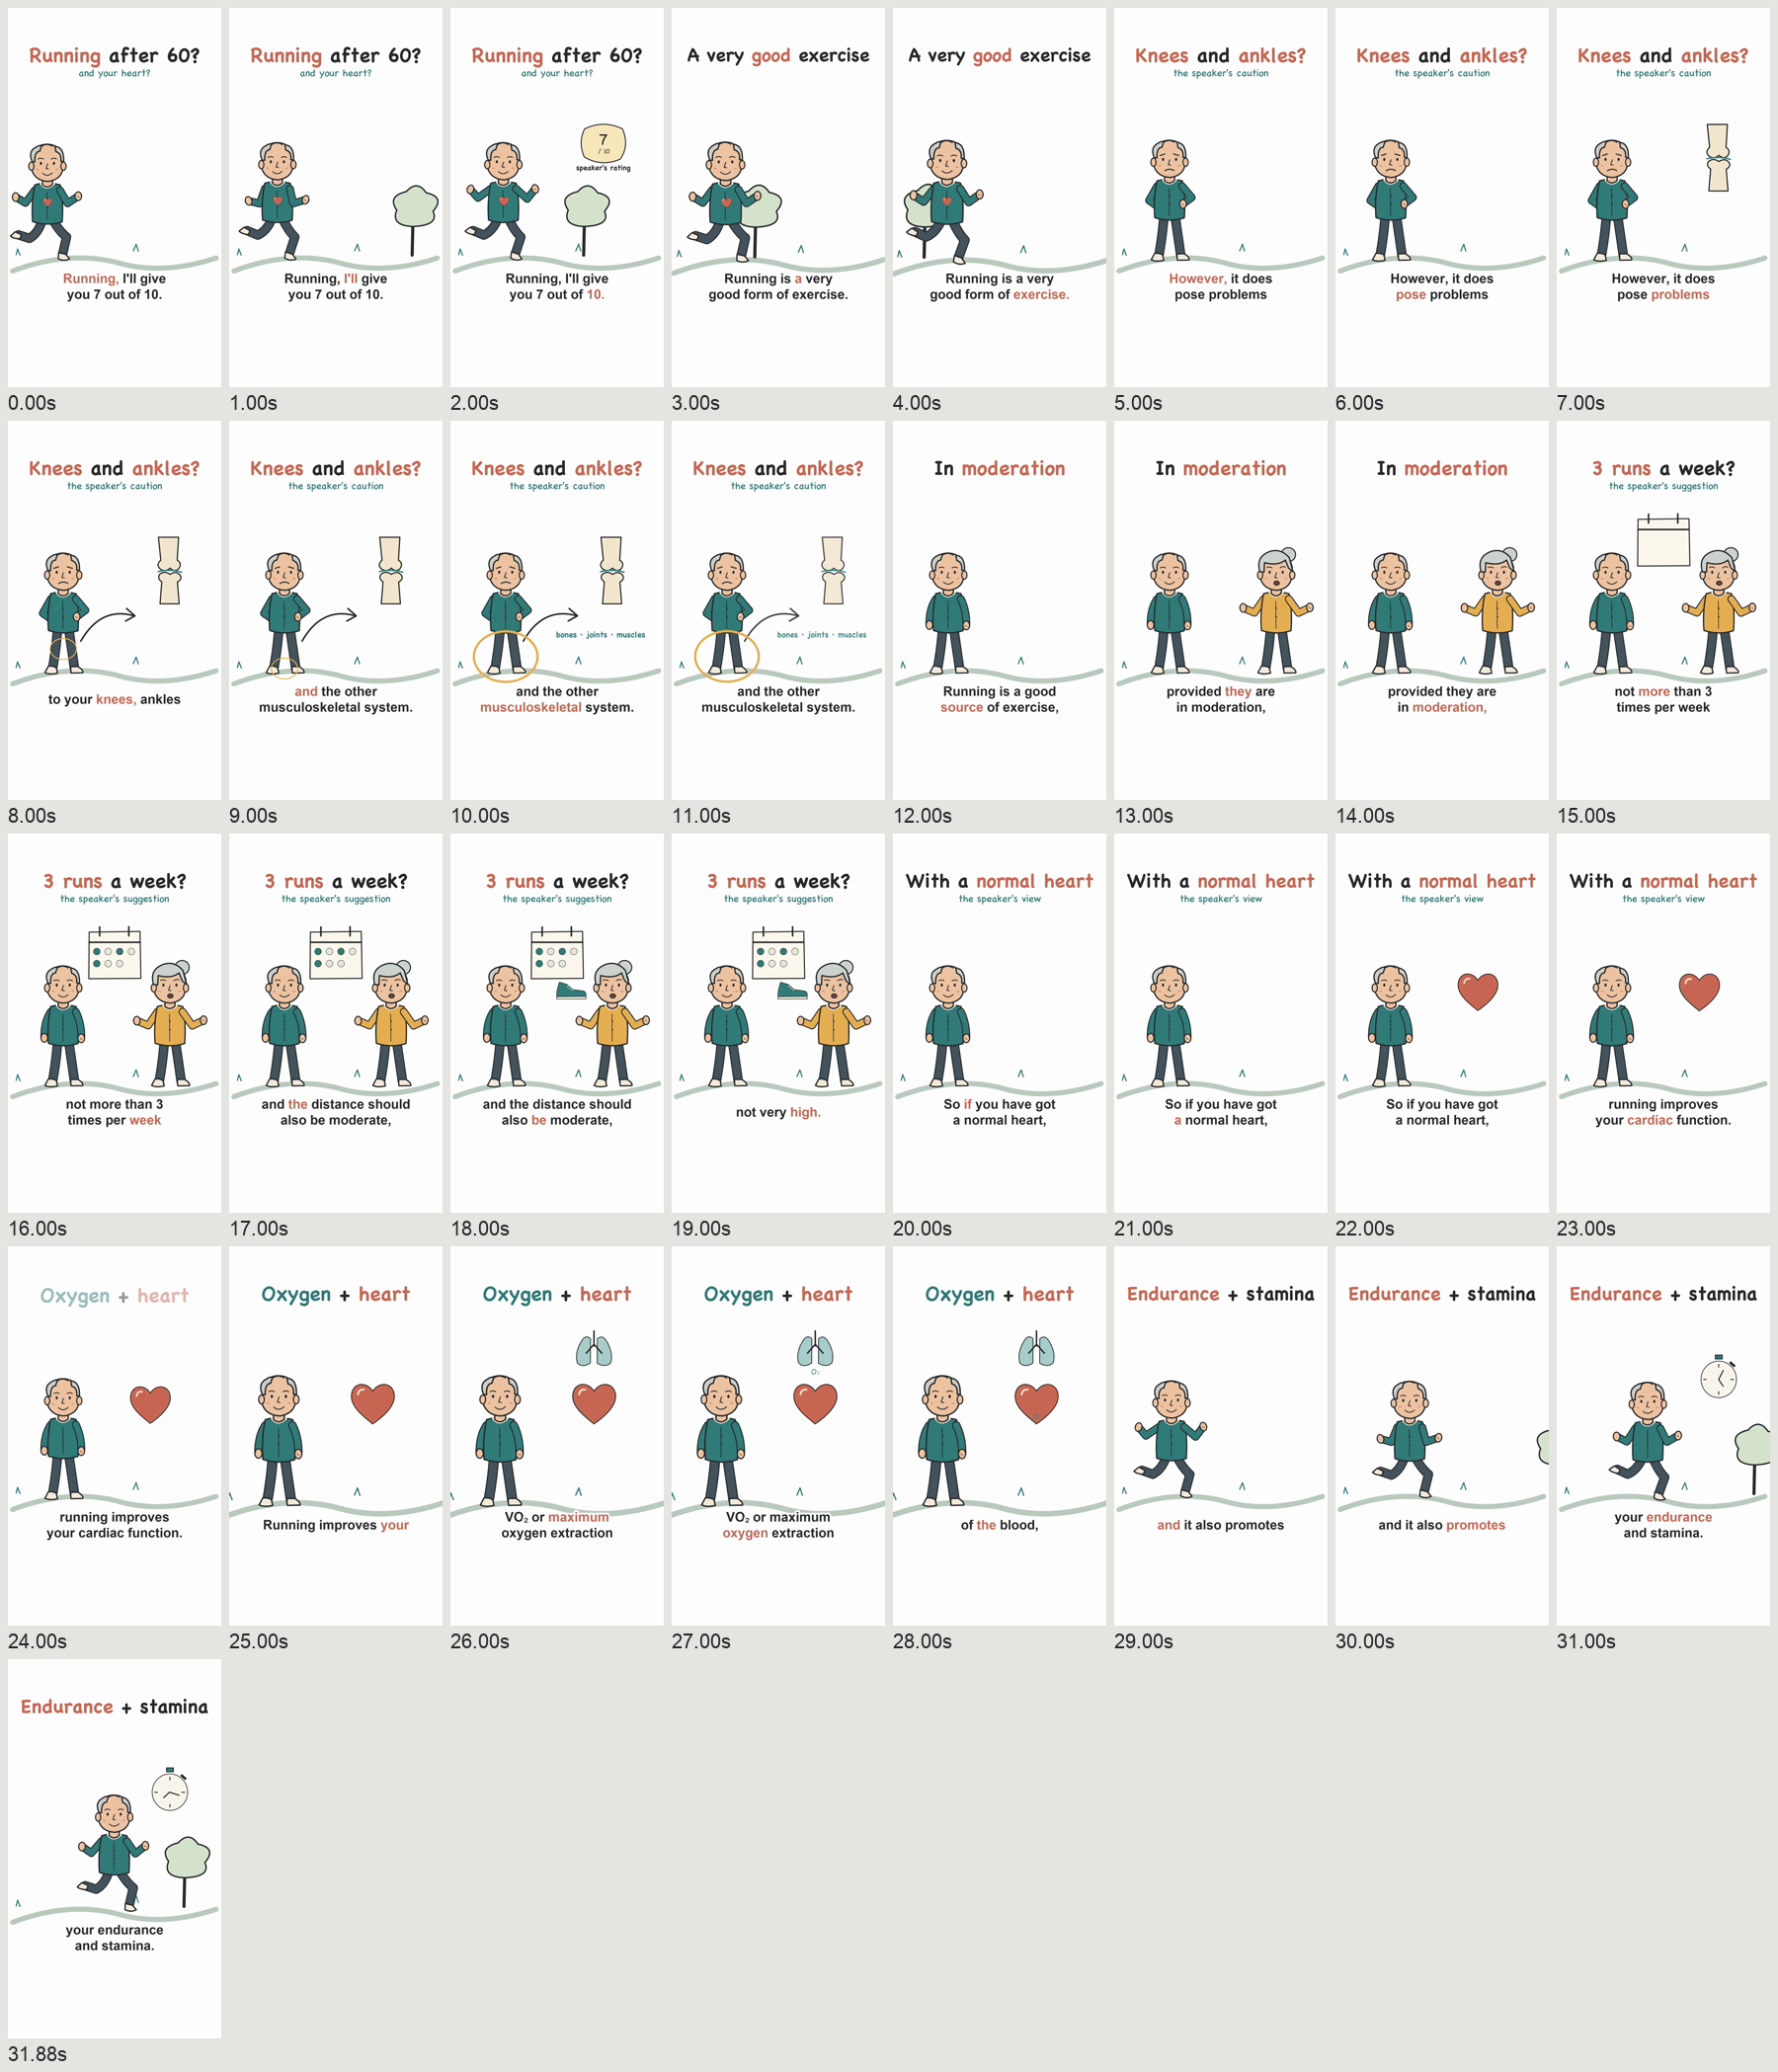 Running after 60?
and your heart?
Running, I'll give
you 7 out of 10.
0.00s
Running after 60?
and your heart?
Running, I'll give
you 7 out of 10.
1.00s
Running after 60?
and your heart?
7
/ 10
speaker's rating
Running, I'll give
you 7 out of 10.
2.00s
A very good exercise
Running is a very
good form of exercise.
3.00s
A very good exercise
Running is a very
good form of exercise.
4.00s
Knees and ankles?
the speaker's caution
However, it does
pose problems
5.00s
Knees and ankles?
the speaker's caution
However, it does
pose problems
6.00s
Knees and ankles?
the speaker's caution
However, it does
pose problems
7.00s
Knees and ankles?
the speaker's caution
to your knees, ankles
8.00s
Knees and ankles?
the speaker's caution
and the other
musculoskeletal system.
9.00s
Knees and ankles?
the speaker's caution
bones · joints · muscles
and the other
musculoskeletal system.
10.00s
Knees and ankles?
the speaker's caution
bones · joints · muscles
and the other
musculoskeletal system.
11.00s
In moderation
Running is a good
source of exercise,
12.00s
In moderation
provided they are
in moderation,
13.00s
In moderation
provided they are
in moderation,
14.00s
3 runs a week?
the speaker's suggestion
not more than 3
times per week
15.00s
3 runs a week?
the speaker's suggestion
not more than 3
times per week
16.00s
3 runs a week?
the speaker's suggestion
and the distance should
also be moderate,
17.00s
3 runs a week?
the speaker's suggestion
and the distance should
also be moderate,
18.00s
3 runs a week?
the speaker's suggestion
not very high.
19.00s
With a normal heart
the speaker's view
So if you have got
a normal heart,
20.00s
With a normal heart
the speaker's view
So if you have got
a normal heart,
21.00s
With a normal heart
the speaker's view
So if you have got
a normal heart,
22.00s
With a normal heart
the speaker's view
running improves
your cardiac function.
23.00s
Oxygen + heart
running improves
your cardiac function.
24.00s
Oxygen + heart
Running improves your
25.00s
Oxygen + heart
VO₂ or maximum
oxygen extraction
26.00s
Oxygen + heart
O₂
VO₂ or maximum
oxygen extraction
27.00s
Oxygen + heart
of the blood,
28.00s
Endurance + stamina
and it also promotes
29.00s
Endurance + stamina
and it also promotes
30.00s
Endurance + stamina
your endurance
and stamina.
31.00s
Endurance + stamina
your endurance
and stamina.
31.88s